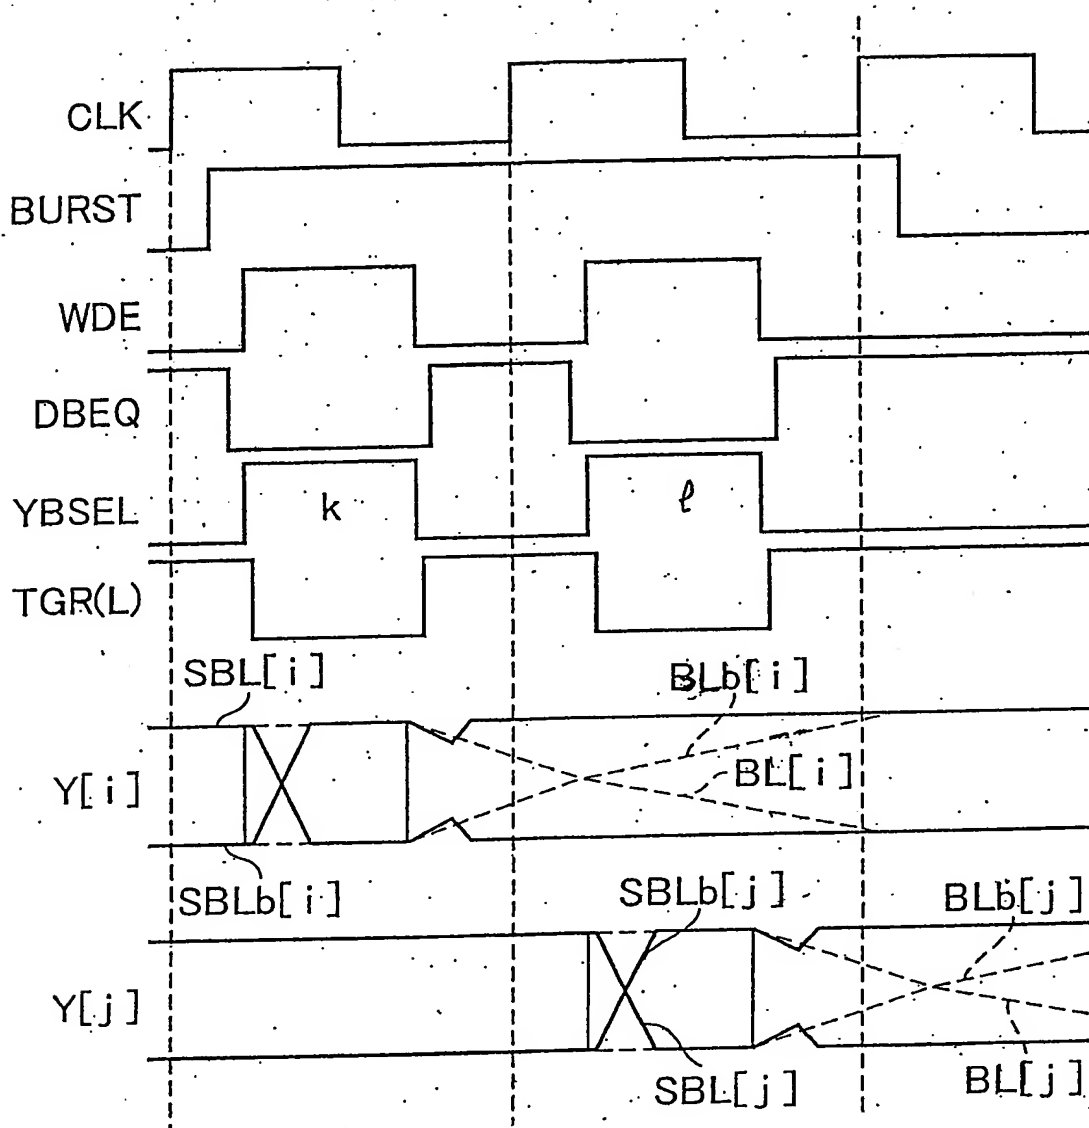 CLK
BURST
WDE
DBEQ
YBSEL
k
ℓ
TGR(L)
SBL[i]
BLb[i]
Y[i]
BL[i]
SBLb[i]
SBLb[j]
BLb[j]
Y[j]
SBL[j]
BL[j]